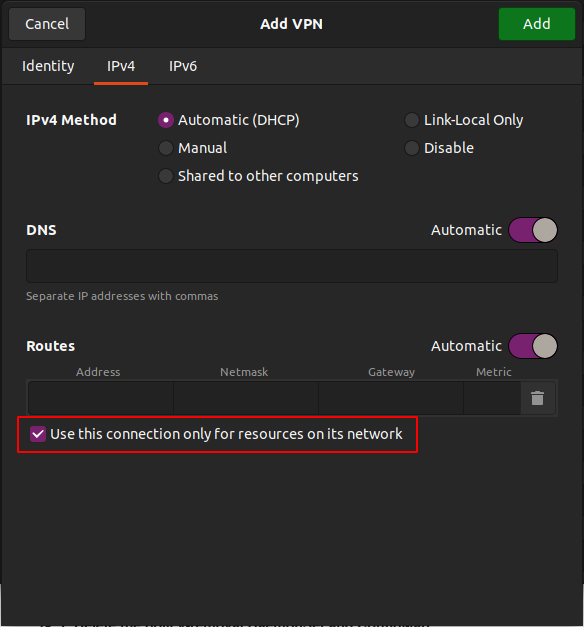 Cancel Add VPN Add
Identity IPv4 IPv6
IPv4 Method Automatic (DHCP) Link-Local Only
Manual Disable
Shared to other computers
DNS Automatic
Separate IP addresses with commas
Routes Automatic
Address Netmask Gateway Metric
Use this connection only for resources on its network